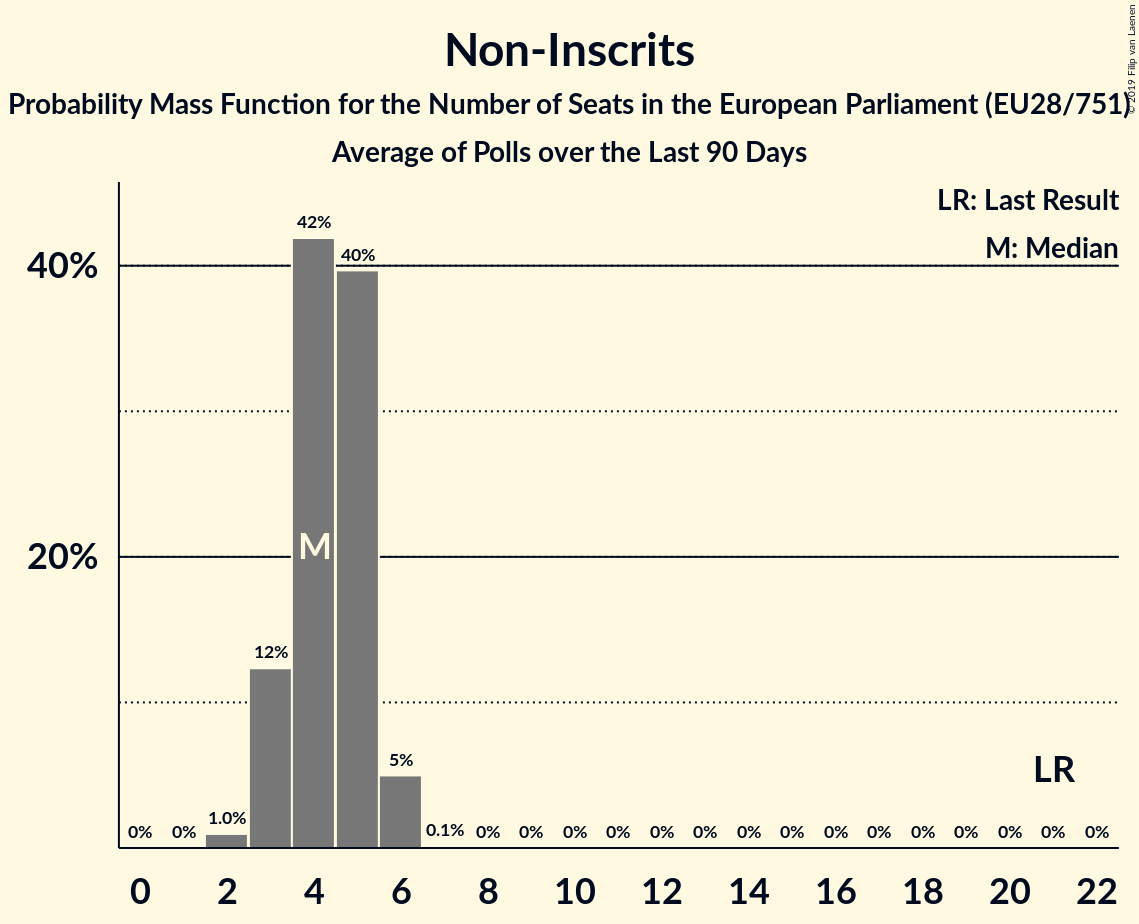 Non-Inscrits
Probability Mass Function for the Number of Seats in the European Parliament (EU28/751)
Average of Polls over the Last 90 Days
© 2019 Filip van Laenen
LR: Last Result
M: Median
40%
20%
0% 0% 1.0% 12% 42% 40% 5% 0.1% 0% 0% 0% 0% 0% 0% 0% 0% 0% 0% 0% 0% 0% 0% 0%
M
LR
0 2 4 6 8 10 12 14 16 18 20 22